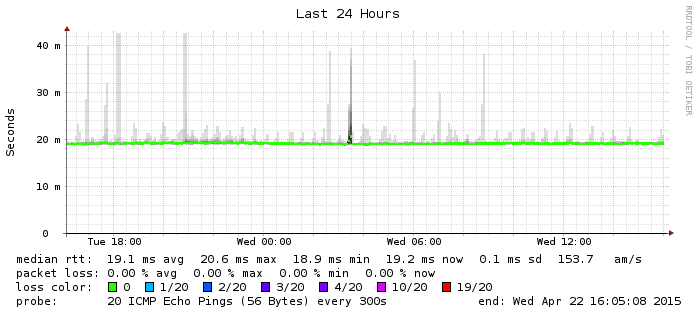 Last 24 Hours
RRDTOOL / TOBI OETIKER
Seconds
40 m
30 m
20 m
10 m
0
Tue 18:00 Wed 00:00 Wed 06:00 Wed 12:00
median rtt: 19.1 ms avg 20.6 ms max 18.9 ms min 19.2 ms now 0.1 ms sd 153.7 am/s
packet loss: 0.00 % avg 0.00 % max 0.00 % min 0.00 % now
loss color: 0 1/20 2/20 3/20 4/20 10/20 19/20
probe: 20 ICMP Echo Pings (56 Bytes) every 300s end: Wed Apr 22 16:05:08 2015